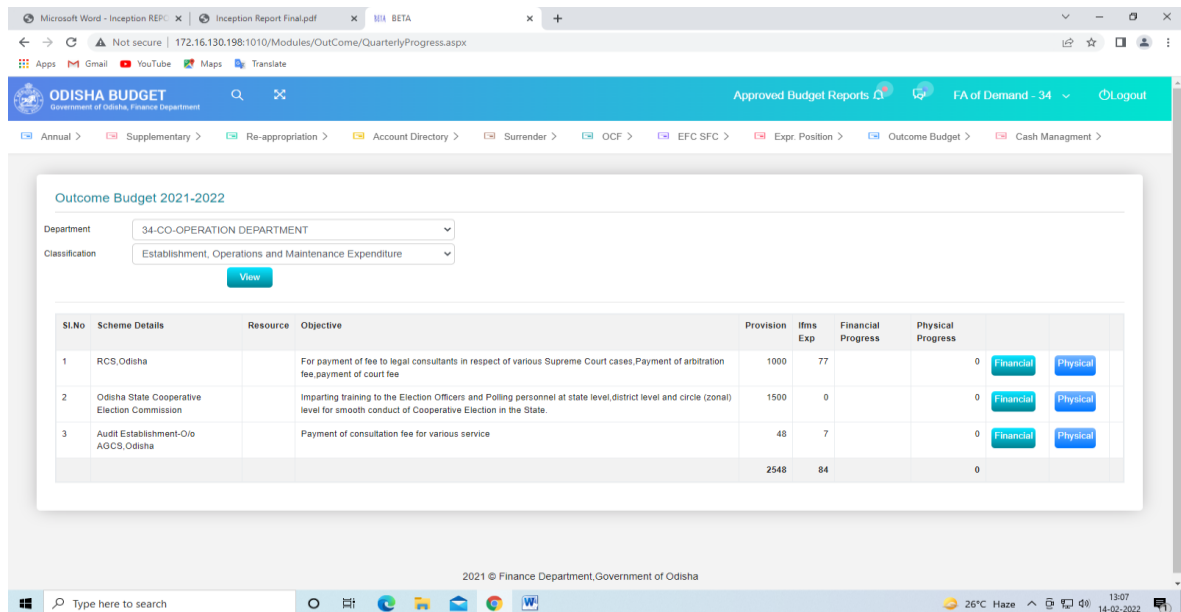 Microsoft Word - Inception REPO
Inception Report Final.pdf
BETA
Not secure | 172.16.130.198:1010/Modules/OutCome/QuarterlyProgress.aspx
Apps Gmail YouTube Maps Translate
ODISHA BUDGET
Government of Odisha, Finance Department
Approved Budget Reports
FA of Demand - 34
Logout
Annual > Supplementary > Re-appropriation > Account Directory > Surrender > OCF > EFC SFC > Expr. Position > Outcome Budget > Cash Managment >
Outcome Budget 2021-2022
Department 34-CO-OPERATION DEPARTMENT
Classification Establishment, Operations and Maintenance Expenditure
View
Sl.No Scheme Details Resource Objective Provision Ifms Exp Financial Progress Physical Progress
1 RCS,Odisha For payment of fee to legal consultants in respect of various Supreme Court cases,Payment of arbitration 1000 77 0 Financial Physical
fee,payment of court fee
2 Odisha State Cooperative Imparting training to the Election Officers and Polling personnel at state level,district level and circle (zonal) 1500 0 0 Financial Physical
Election Commission level for smooth conduct of Cooperative Election in the State.
3 Audit Establishment-O/o Payment of consultation fee for various service 48 7 0 Financial Physical
AGCS,Odisha
2548 84 0
2021 © Finance Department,Government of Odisha
Type here to search
26°C Haze
13:07
14-02-2022